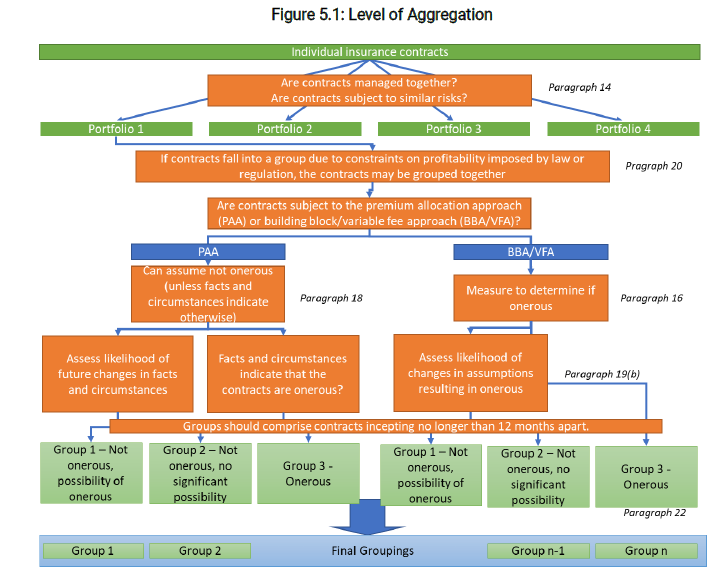 Figure 5.1: Level of Aggregation
Individual insurance contracts
Are contracts managed together?
Are contracts subject to similar risks?
Paragraph 14
Portfolio 1
Portfolio 2
Portfolio 3
Portfolio 4
If contracts fall into a group due to constraints on profitability imposed by law or
regulation, the contracts may be grouped together
Pragraph 20
Are contracts subject to the premium allocation approach
(PAA) or building block/variable fee approach (BBA/VFA)?
PAA
BBA/VFA
Can assume not onerous
(unless facts and
circumstances indicate
otherwise)
Paragraph 18
Measure to determine if
onerous
Paragraph 16
Assess likelihood of
future changes in facts
and circumstances
Facts and circumstances
indicate that the
contracts are onerous?
Assess likelihood of
changes in assumptions
resulting in onerous
Paragraph 19(b)
Groups should comprise contracts incepting no longer than 12 months apart.
Group 1 – Not
onerous,
possibility of
onerous
Group 2 – Not
onerous, no
significant
possibility
Group 3 -
Onerous
Group 1 – Not
onerous,
possibility of
onerous
Group 2 – Not
onerous, no
significant
possibility
Group 3 -
Onerous
Paragraph 22
Group 1
Group 2
Final Groupings
Group n-1
Group n